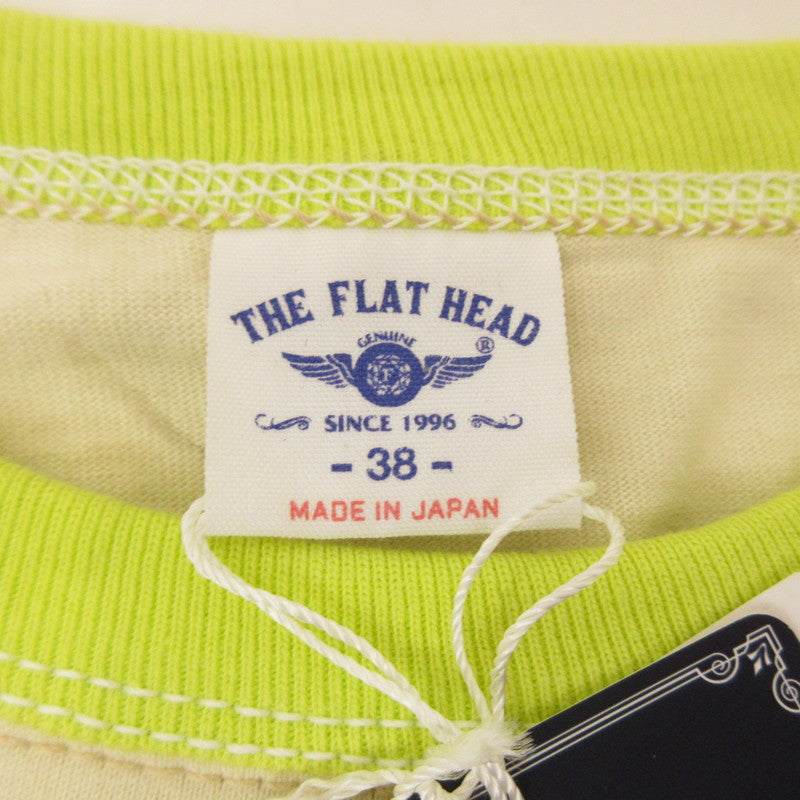 THE FLAT HEAD
GENUINE
F
®
SINCE 1996
- 38 -
MADE IN JAPAN